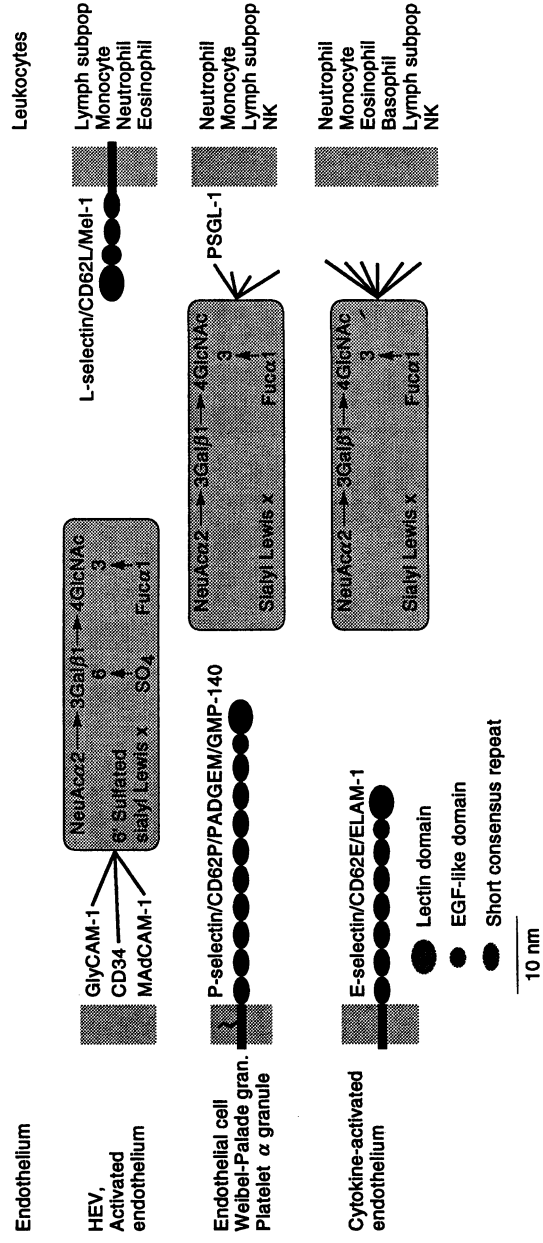 Endothelium
Leukocytes
HEV,
Activated
endothelium
GlyCAM-1
CD34
MAdCAM-1
NeuAcα2 → 3Galβ1 → 4GlcNAc
6 3
6' Sulfated
sialyl Lewis x
SO4 Fucα1
L-selectin/CD62L/Mel-1
Lymph subpop
Monocyte
Neutrophil
Eosinophil
Endothelial cell
Weibel-Palade gran.
Platelet α granule
P-selectin/CD62P/PADGEM/GMP-140
NeuAcα2 → 3Galβ1 → 4GlcNAc
3
Sialyl Lewis x Fucα1
PSGL-1
Neutrophil
Monocyte
Lymph subpop
NK
Cytokine-activated
endothelium
E-selectin/CD62E/ELAM-1
NeuAcα2 → 3Galβ1 → 4GlcNAc
3
Sialyl Lewis x Fucα1
Neutrophil
Monocyte
Eosinophil
Basophil
Lymph subpop
NK
Lectin domain
EGF-like domain
Short consensus repeat
10 nm